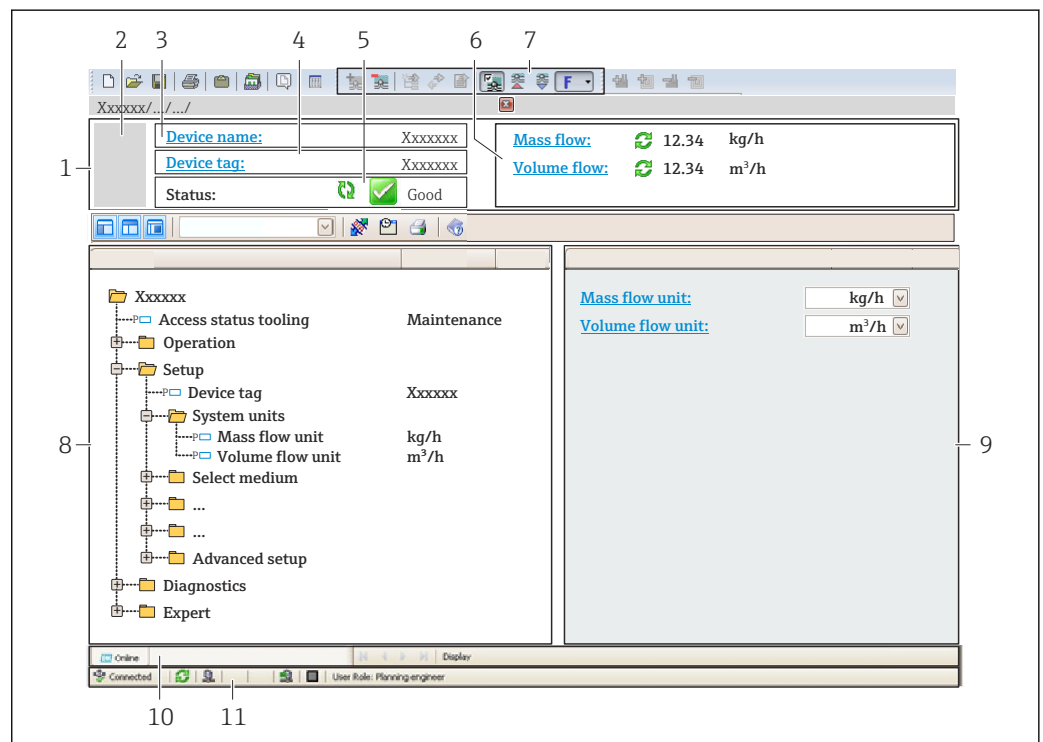 2 3 4 5 6 7
F
Xxxxxx/.../.../
1
Device name: Xxxxxxx
Device tag: Xxxxxxx
Status: Good
Mass flow: 12.34 kg/h
Volume flow: 12.34 m³/h
Xxxxxx
P Access status tooling Maintenance
Operation
Setup
P Device tag Xxxxxx
System units
P Mass flow unit kg/h
P Volume flow unit m³/h
Select medium
...
...
Advanced setup
Diagnostics
Expert
8
Mass flow unit: kg/h
Volume flow unit: m³/h
9
Online Display
Connected User Role: Planning engineer
10 11